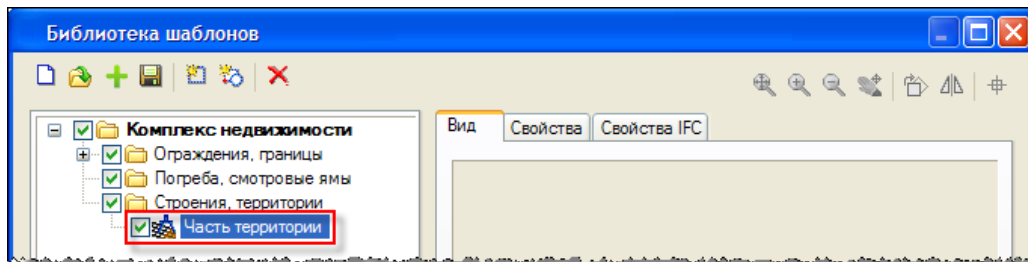 Библиотека шаблонов
Комплекс недвижимости
Ограждения, границы
Погреба, смотровые ямы
Строения, территории
Часть территории
Вид
Свойства
Свойства IFC